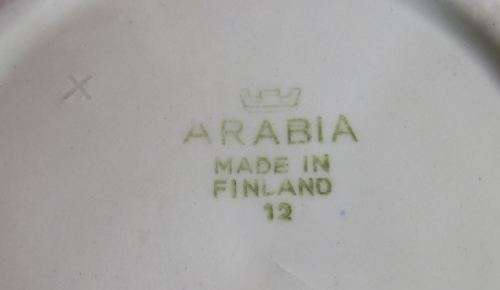 X
ARABIA
MADE IN
FINLAND
12